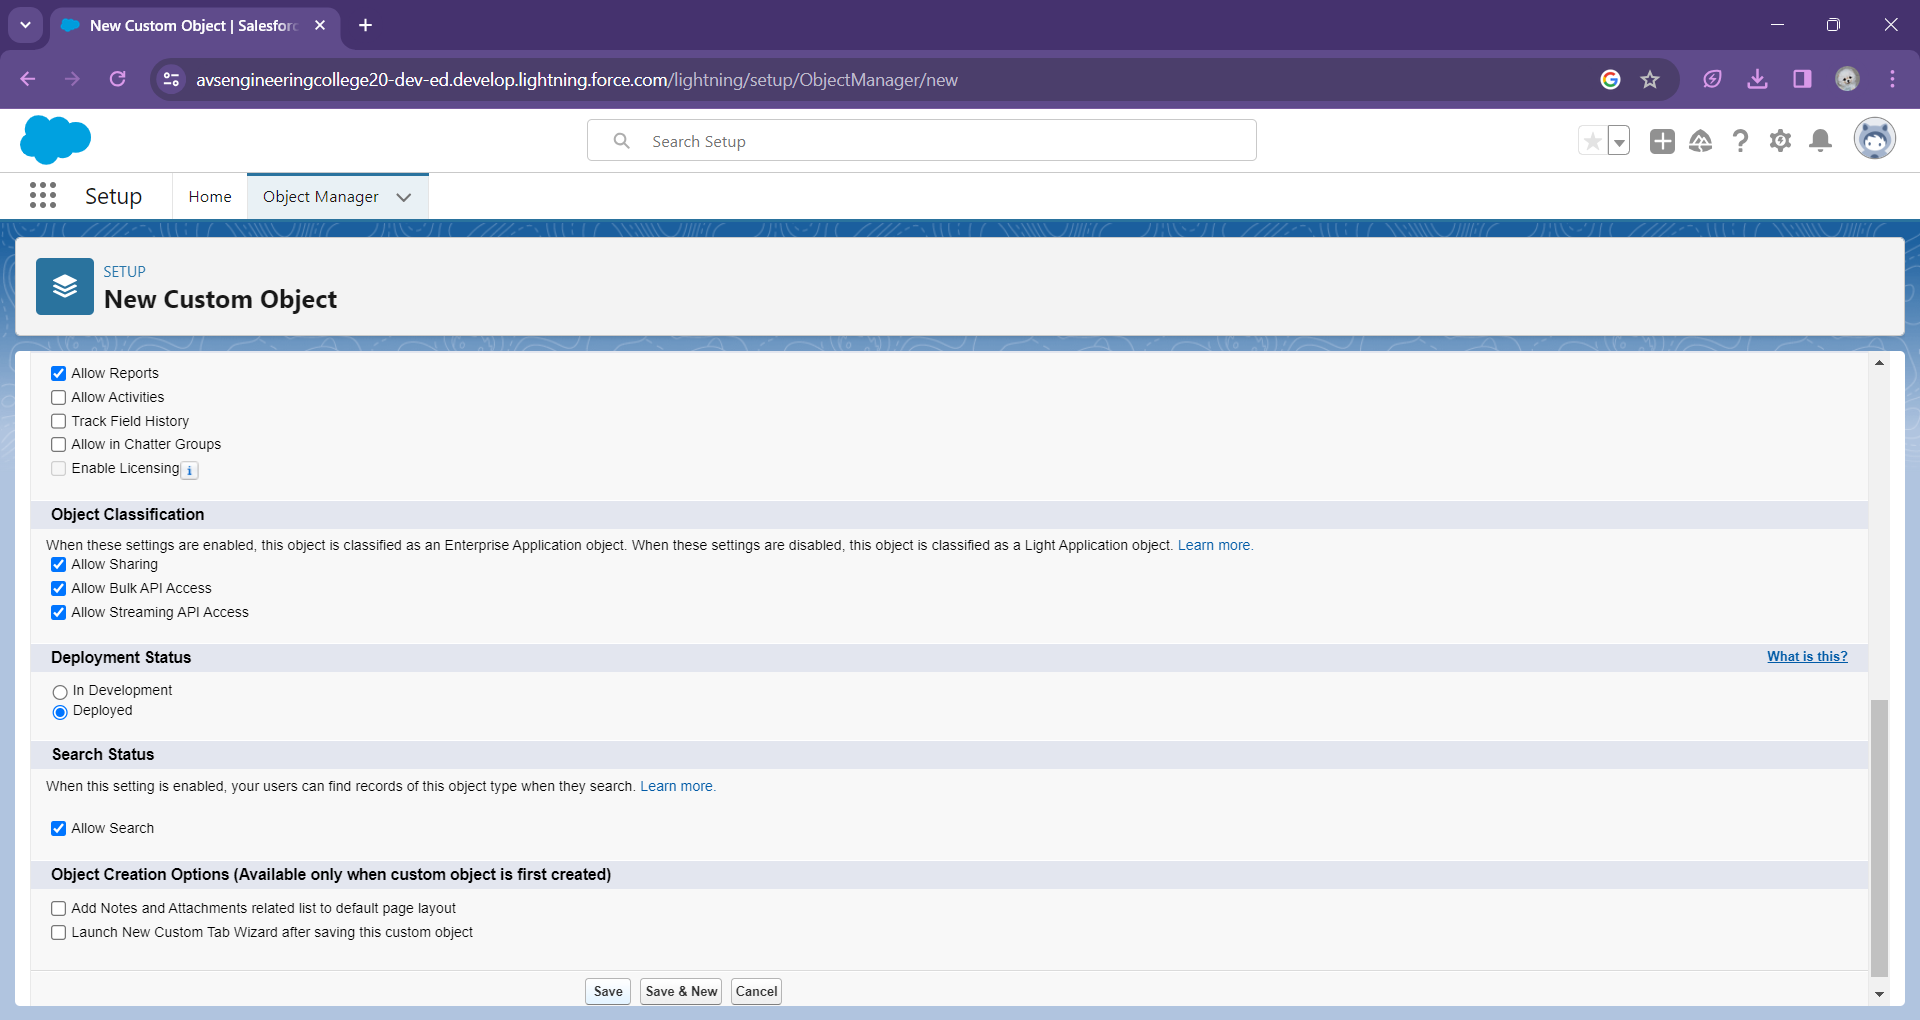 New Custom Object | Salesforc
avsengineeringcollege20-dev-ed.develop.lightning.force.com/lightning/setup/ObjectManager/new
Search Setup
Setup
Home
Object Manager
SETUP
New Custom Object
Allow Reports
Allow Activities
Track Field History
Allow in Chatter Groups
Enable Licensing i
Object Classification
When these settings are enabled, this object is classified as an Enterprise Application object. When these settings are disabled, this object is classified as a Light Application object. Learn more.
Allow Sharing
Allow Bulk API Access
Allow Streaming API Access
Deployment Status
What is this?
In Development
Deployed
Search Status
When this setting is enabled, your users can find records of this object type when they search. Learn more.
Allow Search
Object Creation Options (Available only when custom object is first created)
Add Notes and Attachments related list to default page layout
Launch New Custom Tab Wizard after saving this custom object
Save
Save & New
Cancel